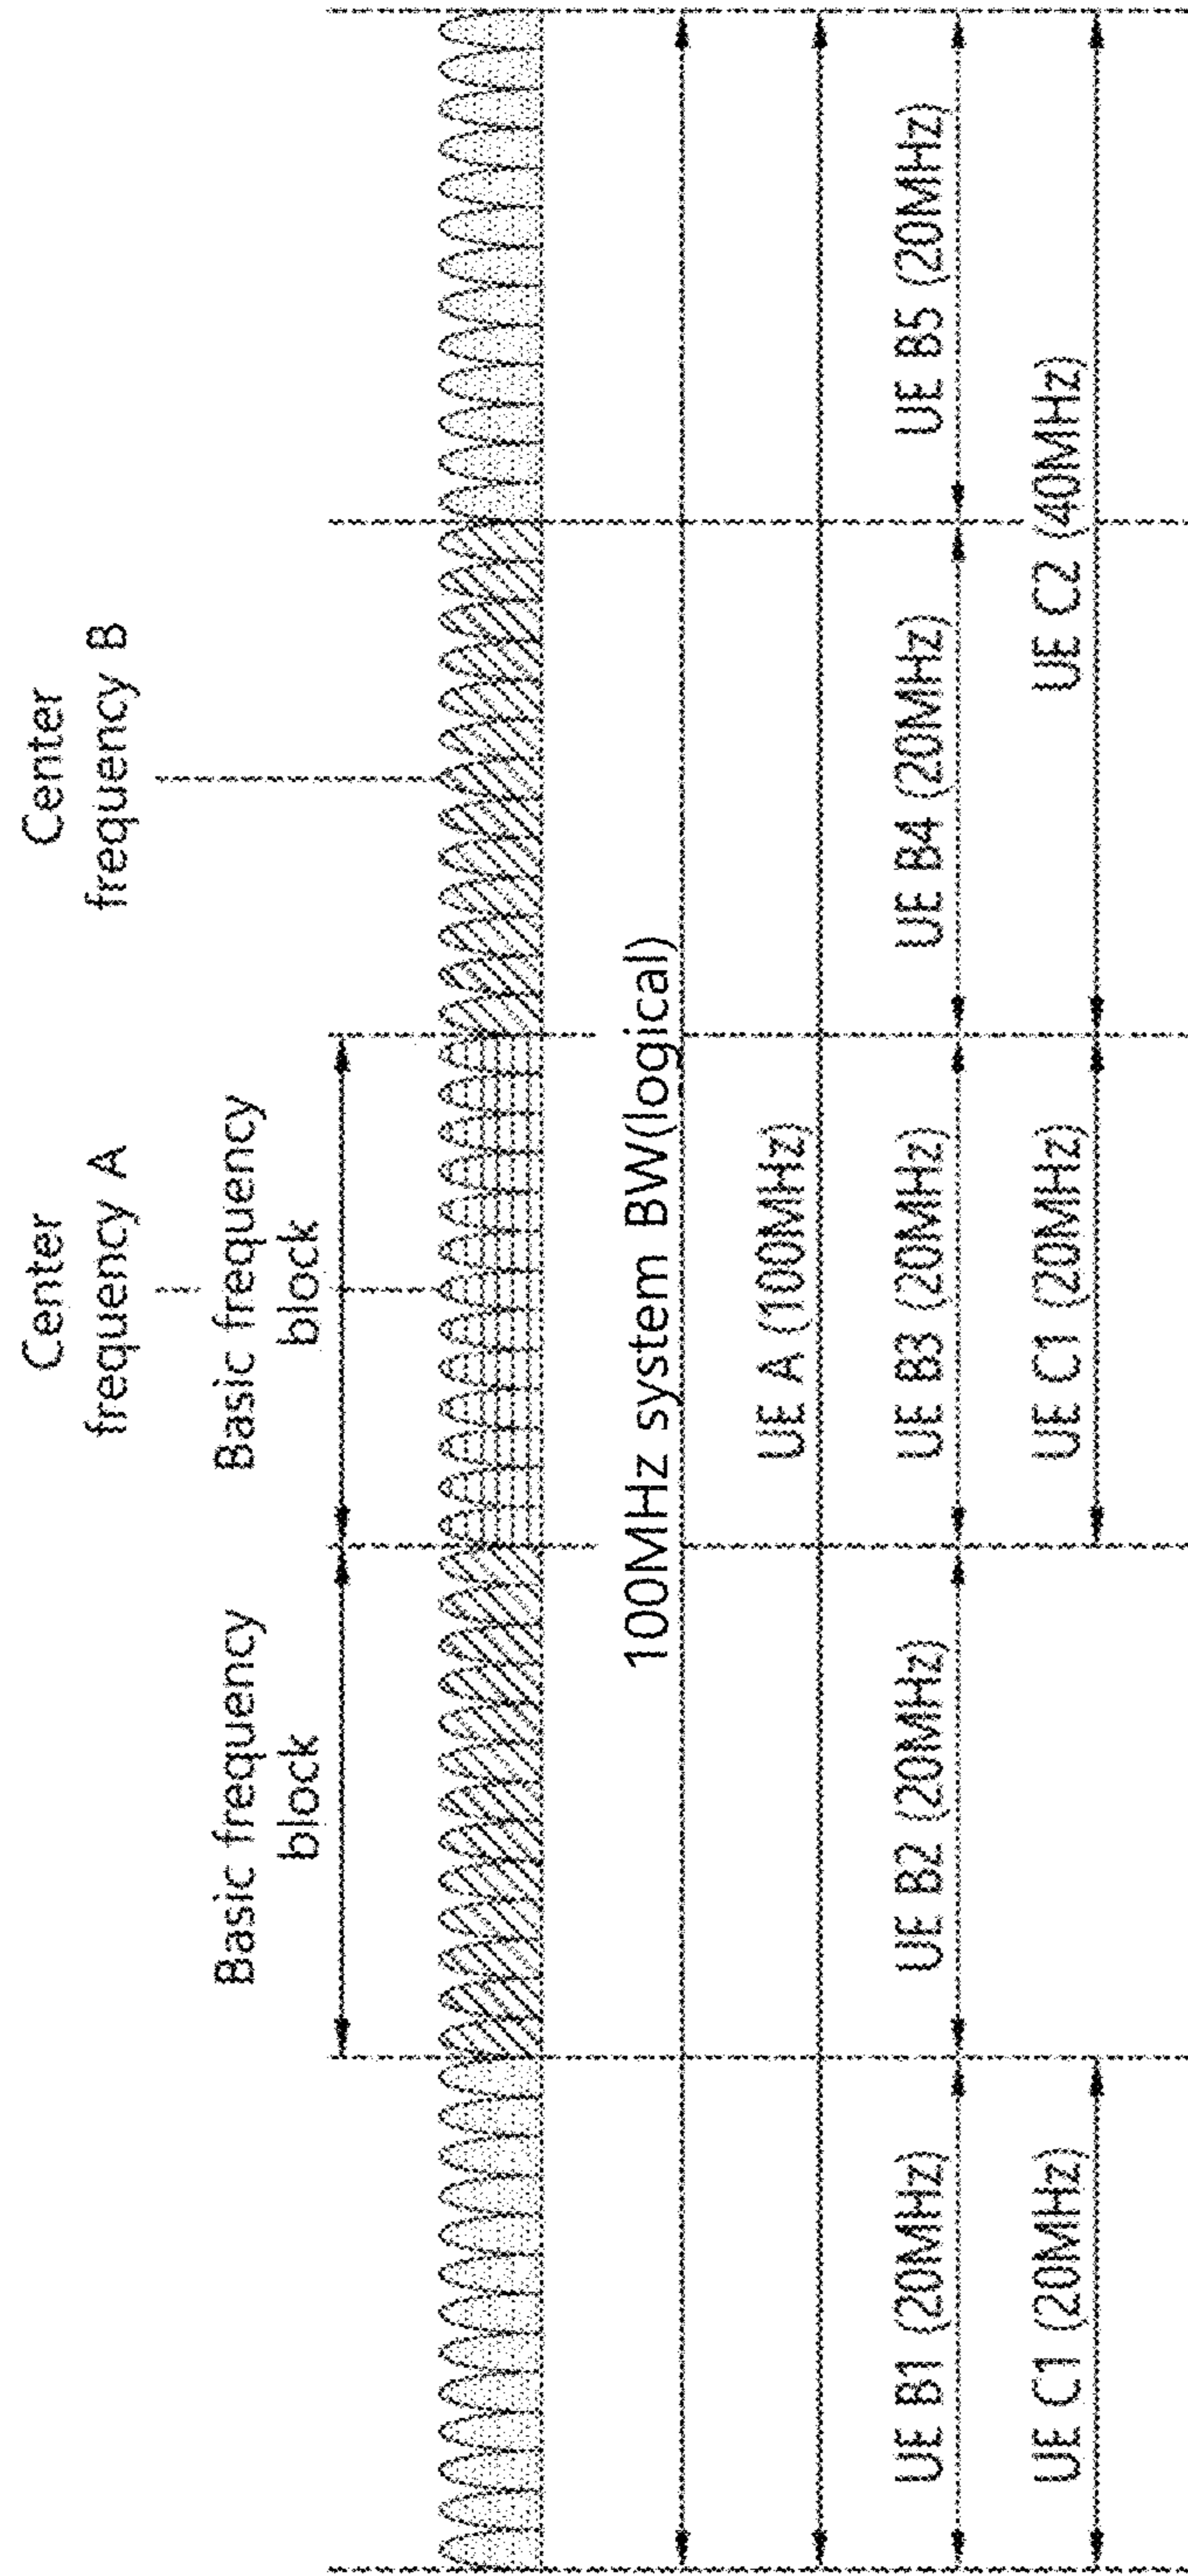 Center
frequency A
Center
frequency B
Basic frequency
block
Basic frequency
block
100MHz system BW(logical)
UE A (100MHz)
UE B1 (20MHz)
UE B2 (20MHz)
UE B3 (20MHz)
UE B4 (20MHz)
UE B5 (20MHz)
UE C1 (20MHz)
UE C1 (20MHz)
UE C2 (40MHz)